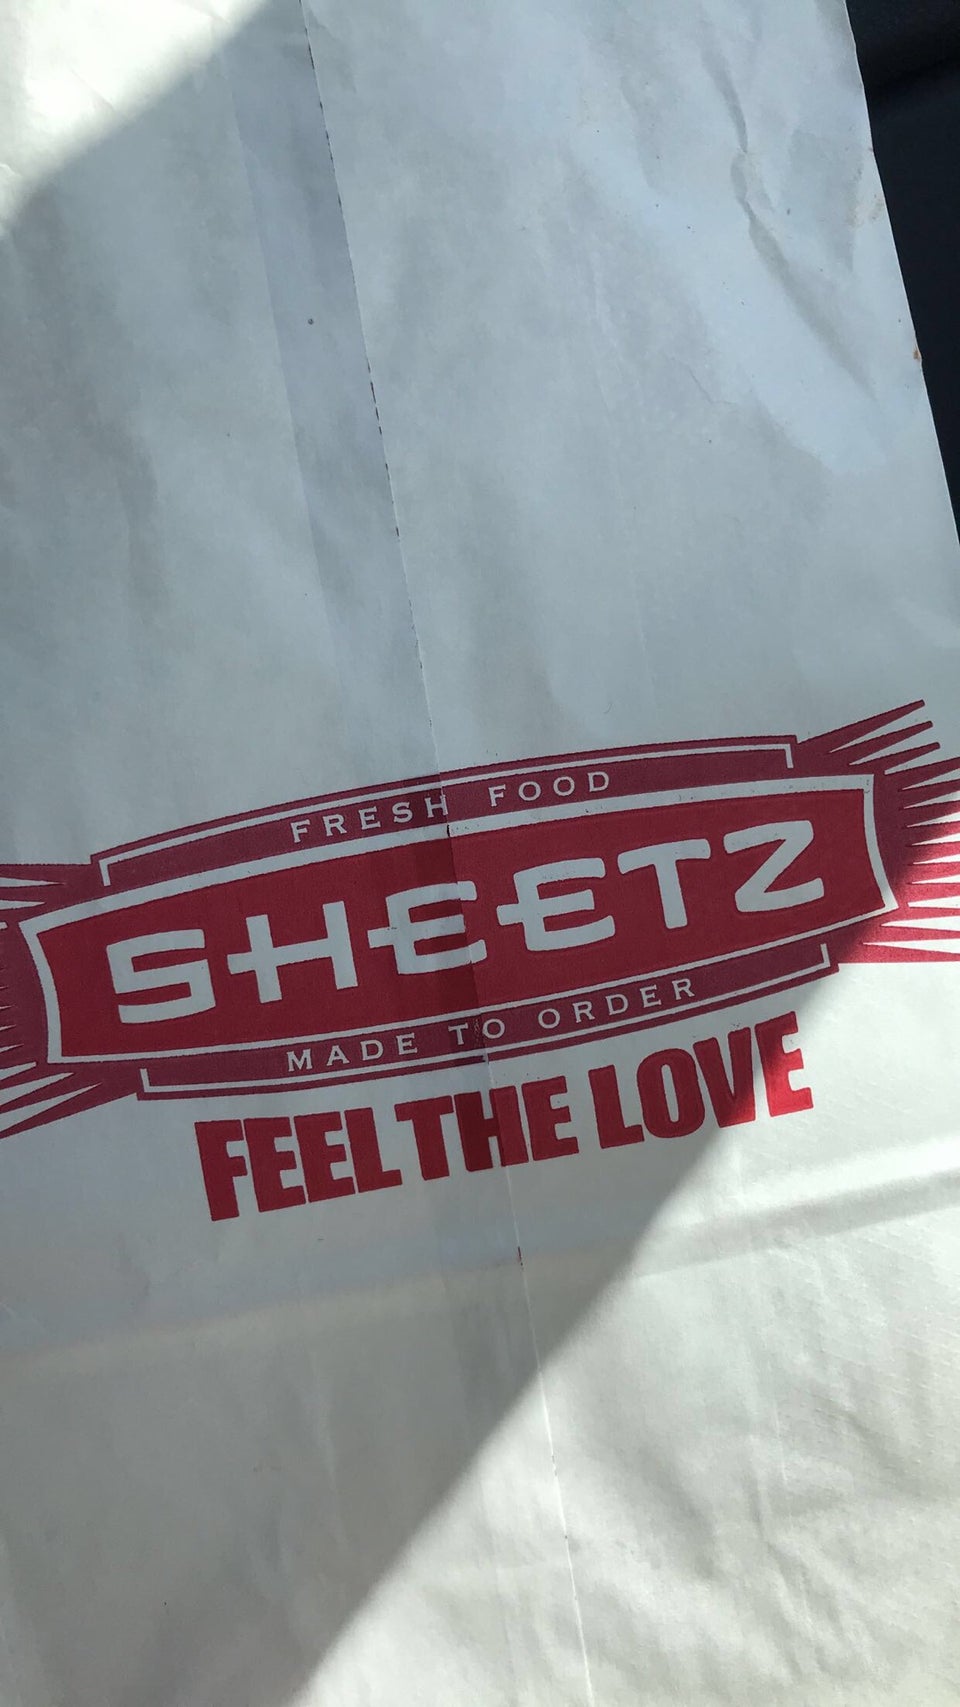 FRESH FOOD
SHEETZ
MADE TO ORDER
FEEL THE LOVE